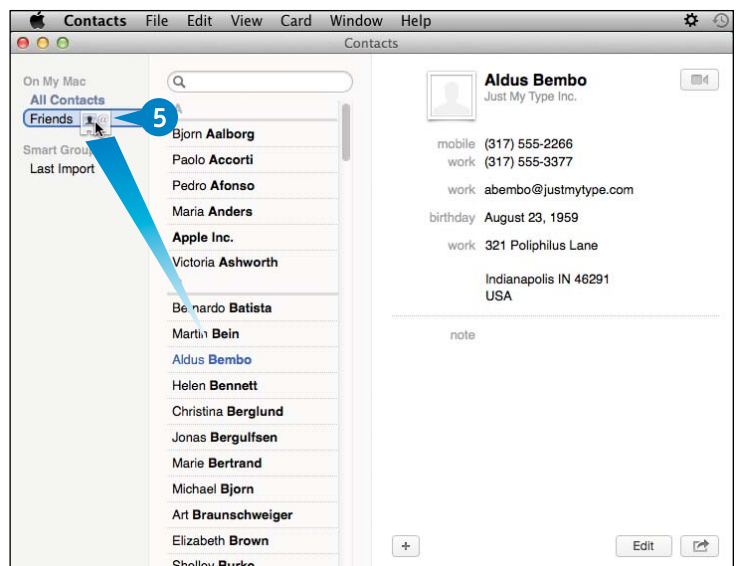 Contacts File Edit View Card Window Help
Contacts
On My Mac
All Contacts
Friends
5
Smart
Last Import
A
Bjorn Aalborg
Paolo Accorti
Pedro Afonso
Maria Anders
Apple Inc.
Victoria Ashworth
Bernardo Batista
Martin Bein
Aldus Bembo
Helen Bennett
Christina Berglund
Jonas Bergulfsen
Marie Bertrand
Michael Bjorn
Art Braunschweiger
Elizabeth Brown
Shelley Burke
Aldus Bembo
Just My Type Inc.
mobile (317) 555-2266
work (317) 555-3377
work abembo@justmytype.com
birthday August 23, 1959
work 321 Poliphilus Lane
Indianapolis IN 46291
USA
note
+
Edit